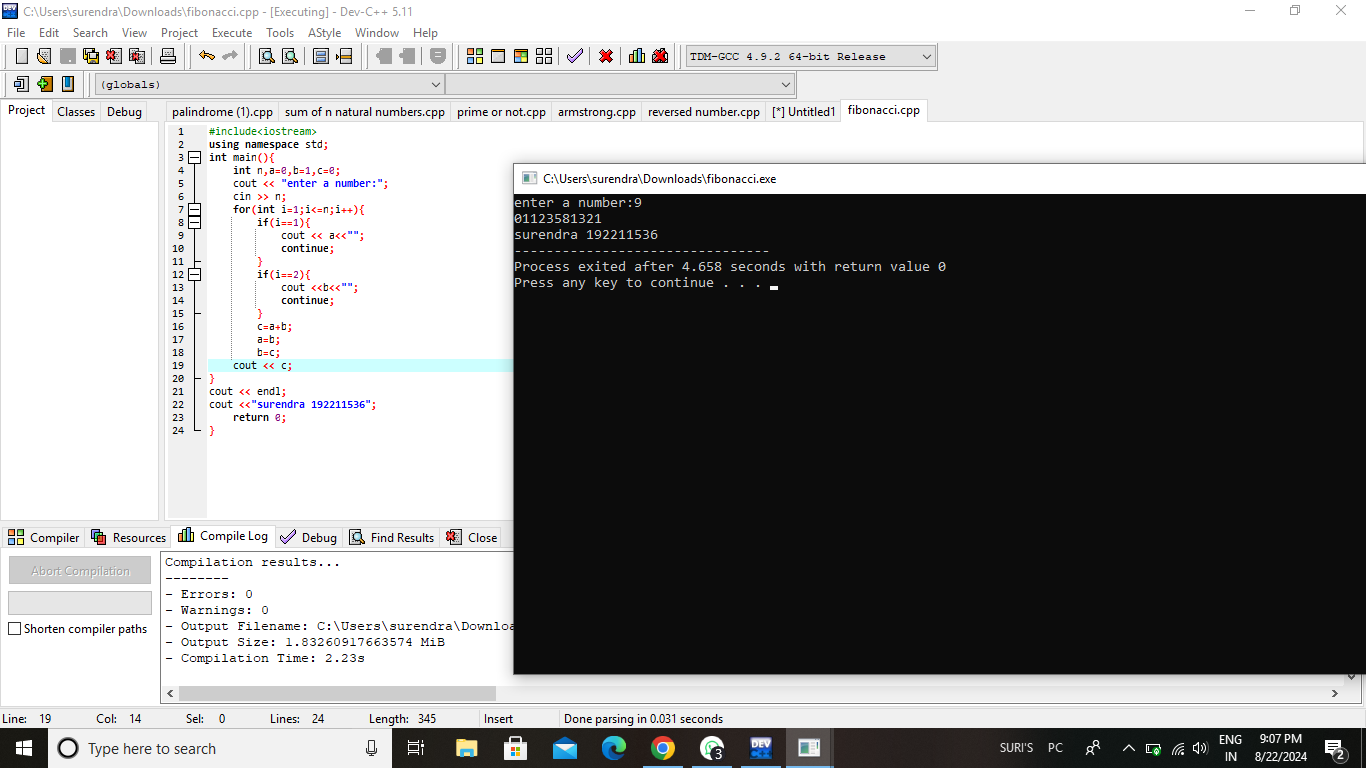 C:\Users\surendra\Downloads\fibonacci.cpp - [Executing] - Dev-C++ 5.11
File Edit Search View Project Execute Tools AStyle Window Help
TDM-GCC 4.9.2 64-bit Release
(globals)
Project Classes Debug
palindrome (1).cpp sum of n natural numbers.cpp prime or not.cpp armstrong.cpp reversed number.cpp [*] Untitled1 fibonacci.cpp
1 #include<iostream>
2 using namespace std;
3 int main(){
4 int n,a=0,b=1,c=0;
5 cout << "enter a number:";
6 cin >> n;
7 for(int i=1;i<=n;i++){
8 if(i==1){
9 cout << a<<"";
10 continue;
11 }
12 if(i==2){
13 cout <<b<<"";
14 continue;
15 }
16 c=a+b;
17 a=b;
18 b=c;
19 cout << c;
20 }
21 cout << endl;
22 cout <<"surendra 192211536";
23 return 0;
24 }
C:\Users\surendra\Downloads\fibonacci.exe
enter a number:9
01123581321
surendra 192211536
--------------------------------
Process exited after 4.658 seconds with return value 0
Press any key to continue . . .
Compiler Resources Compile Log Debug Find Results Close
Abort Compilation
Shorten compiler paths
Compilation results...
--------
- Errors: 0
- Warnings: 0
- Output Filename: C:\Users\surendra\Downloa
- Output Size: 1.83260917663574 MiB
- Compilation Time: 2.23s
Line: 19 Col: 14 Sel: 0 Lines: 24 Length: 345 Insert Done parsing in 0.031 seconds
Type here to search
DEV
3
SURI'S PC
ENG
IN
9:07 PM
8/22/2024
2